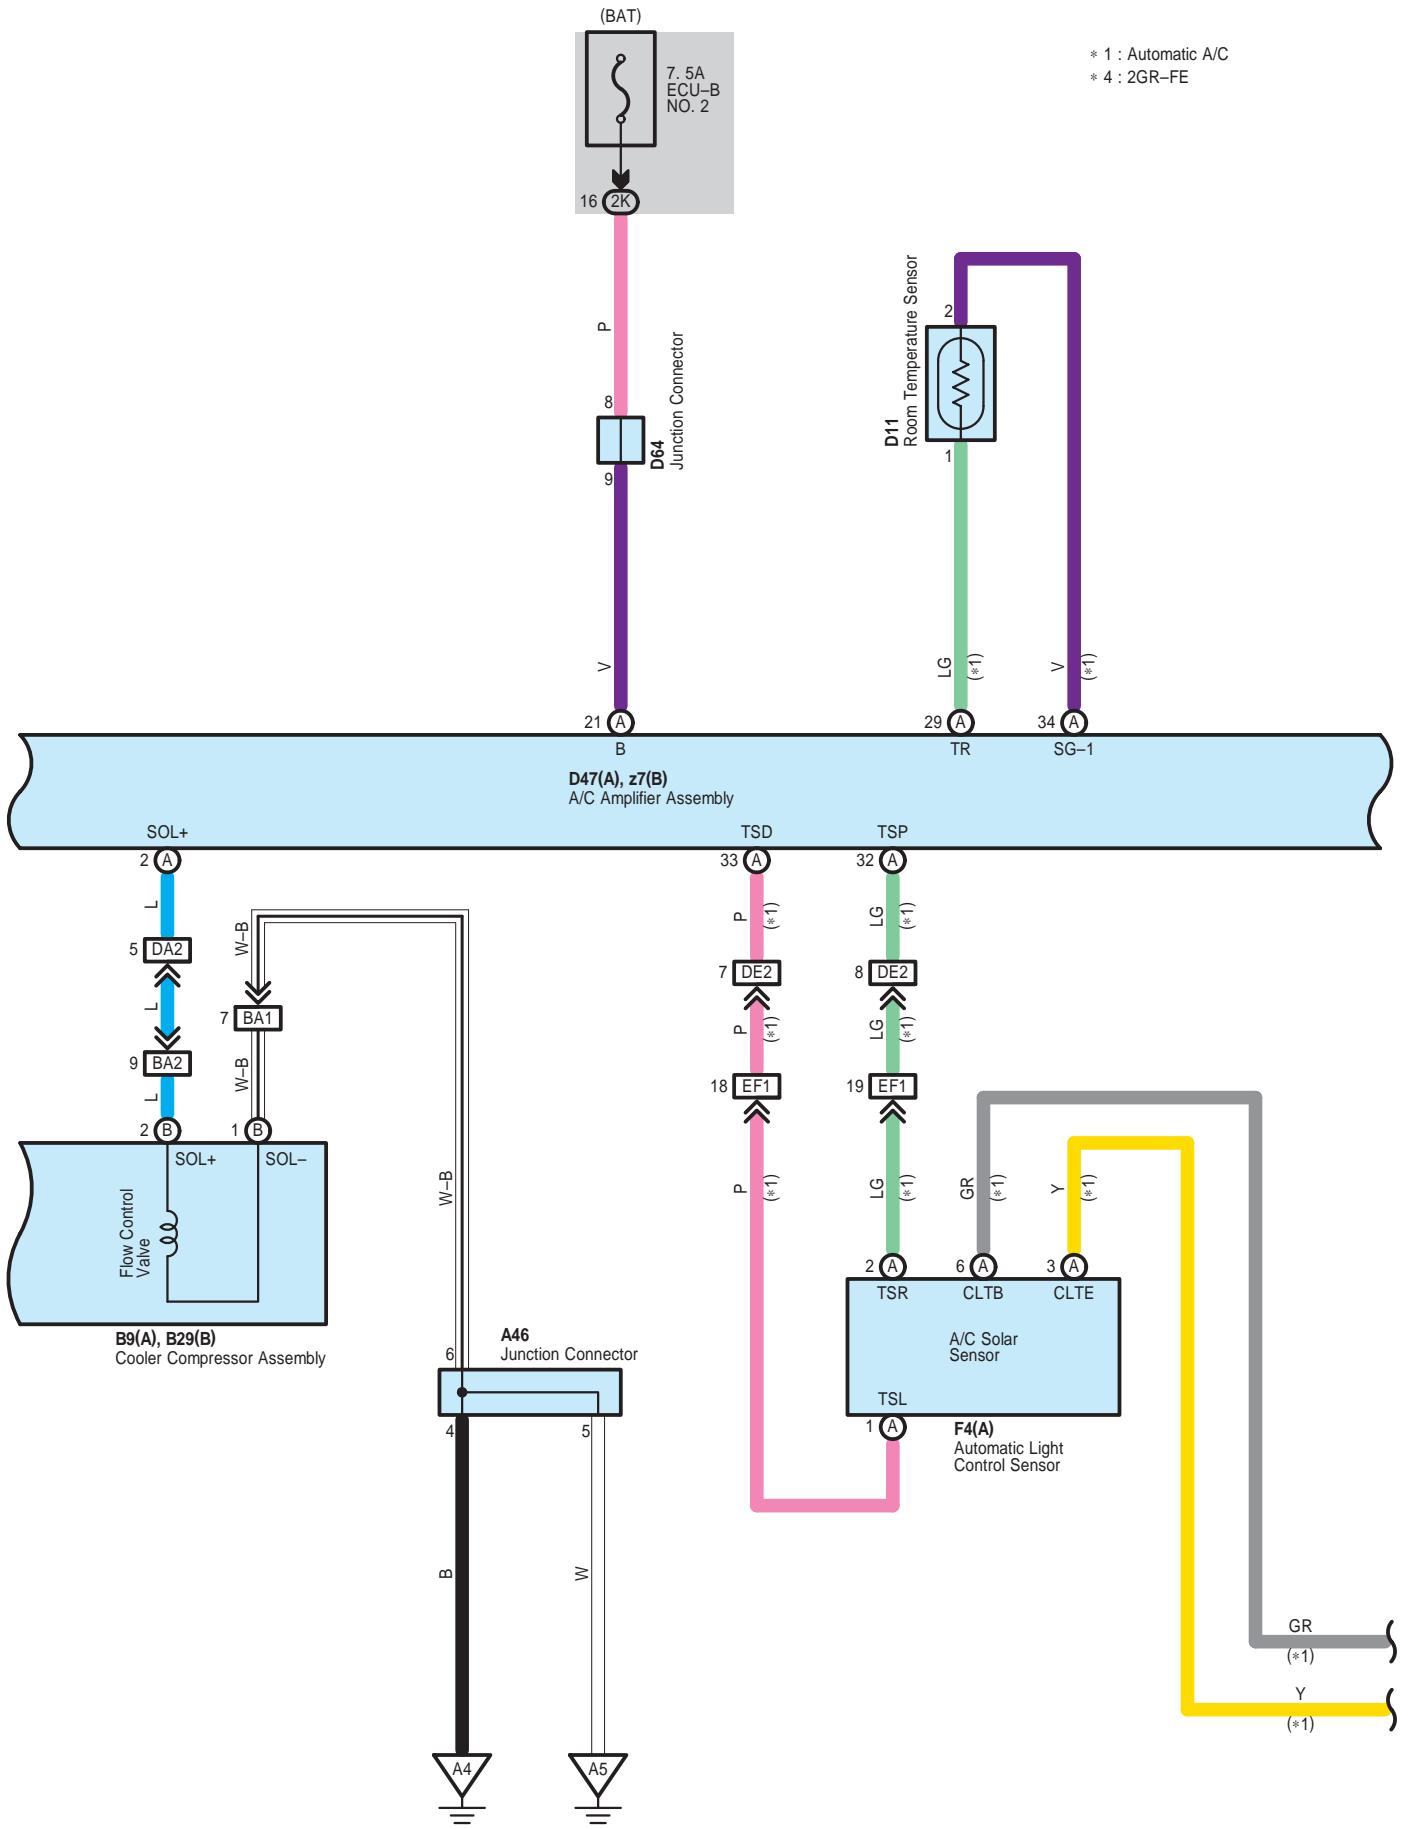 (BAT)
∗ 1 : Automatic A/C
∗ 4 : 2GR–FE
7. 5A
ECU–B
NO. 2
16 2K
P
8
D64
Junction Connector
9
V
2
D11
Room Temperature Sensor
1
LG
(∗1)
V
(∗1)
21 A
29 A
34 A
B
TR
SG–1
D47(A), z7(B)
A/C Amplifier Assembly
SOL+
TSD
TSP
2 A
33 A
32 A
L
W–B
P
(∗1)
LG
(∗1)
5 DA2
7 DE2
8 DE2
L
7 BA1
P
(∗1)
LG
(∗1)
9 BA2
W–B
18 EF1
19 EF1
L
2 B
1 B
SOL+
SOL–
W–B
P
(∗1)
LG
(∗1)
GR
(∗1)
Y
(∗1)
Flow Control
Valve
2 A
6 A
3 A
TSR
CLTB
CLTE
B9(A), B29(B)
Cooler Compressor Assembly
A46
Junction Connector
6
A/C Solar
Sensor
TSL
4
5
1 A
F4(A)
Automatic Light
Control Sensor
B
W
GR
(∗1)
Y
(∗1)
A4
A5